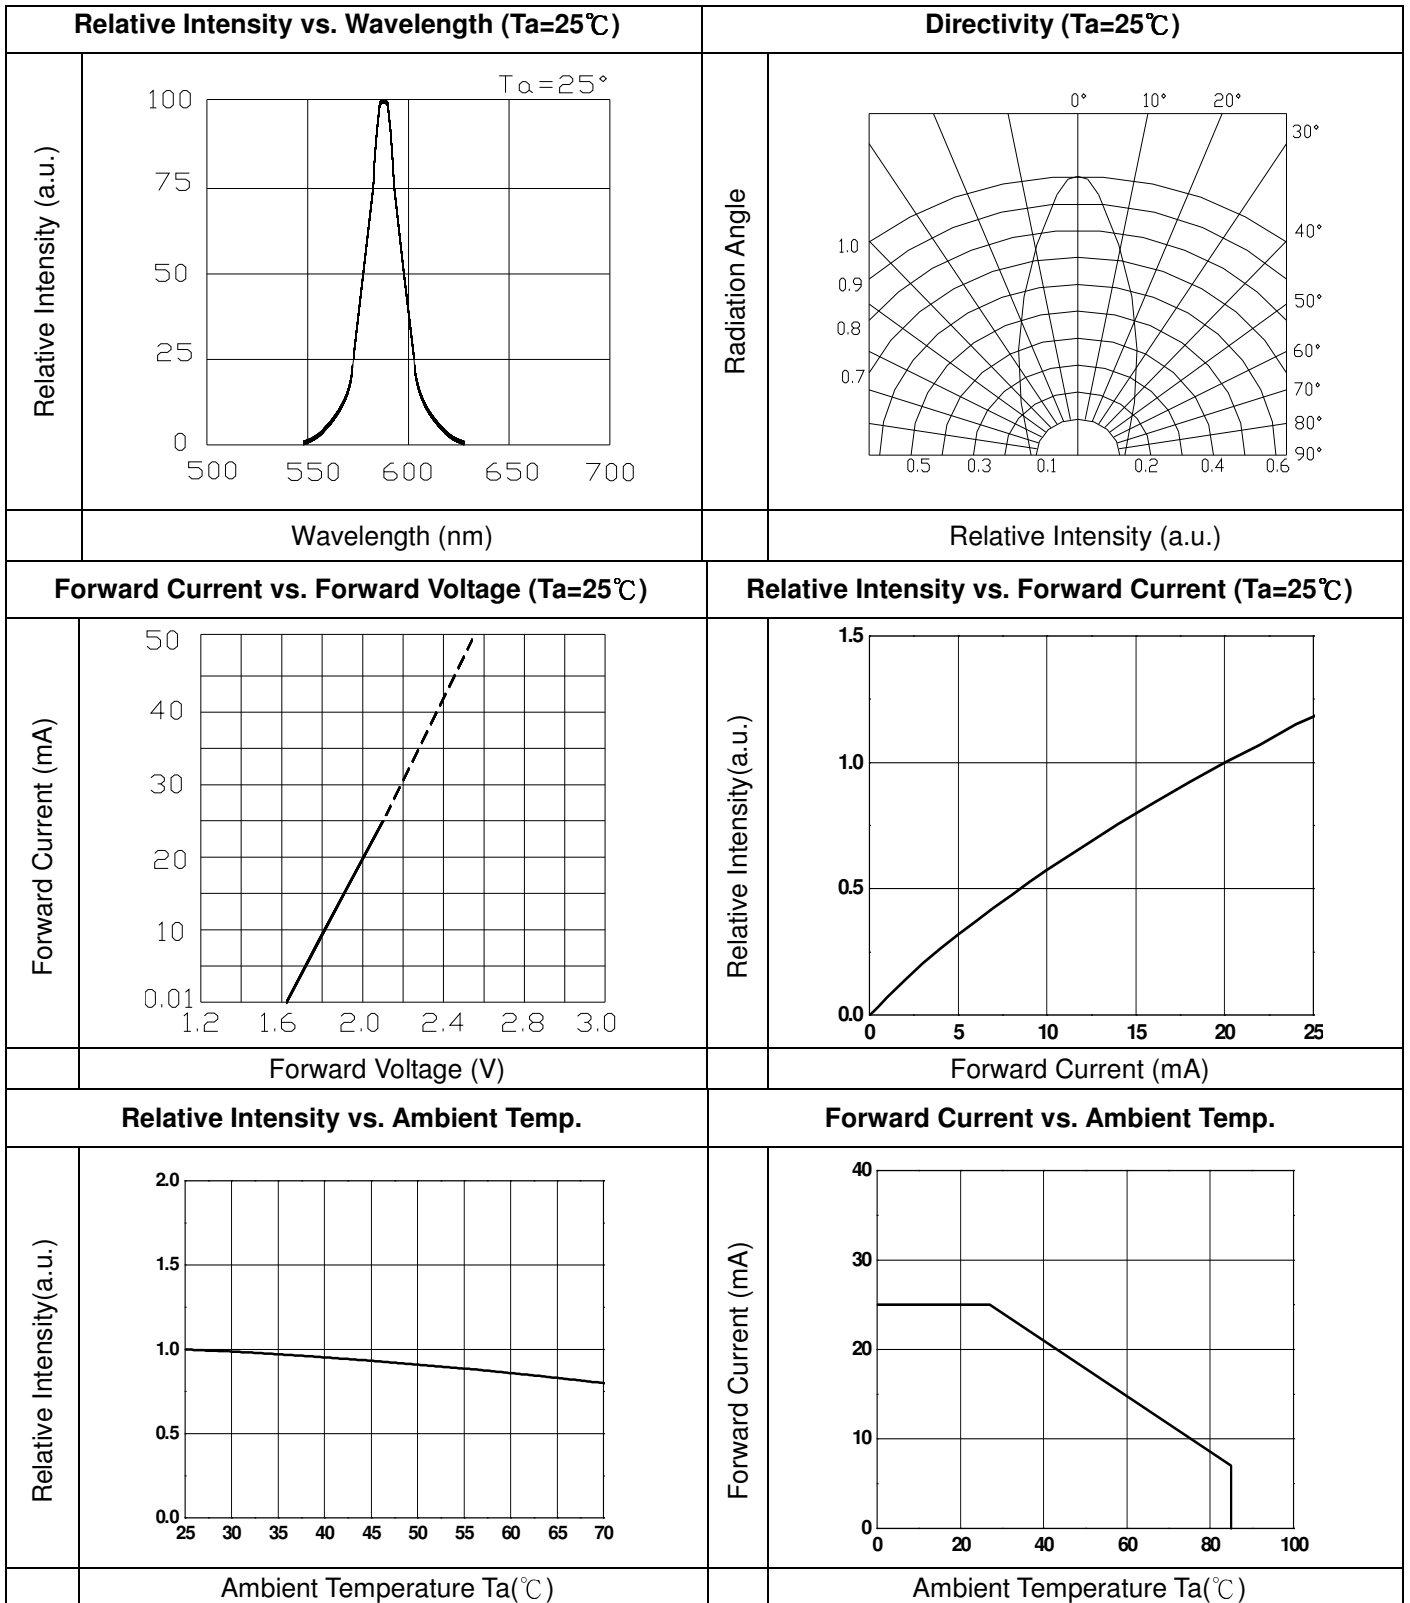 Relative Intensity vs. Wavelength (Ta=25℃)
Directivity (Ta=25℃)
Relative Intensity (a.u.)
Ta=25°
100
75
50
25
0
500 550 600 650 700
Wavelength (nm)
Radiation Angle
0° 10° 20°
30°
40°
50°
60°
70°
80°
90°
1.0
0.9
0.8
0.7
0.5 0.3 0.1 0.2 0.4 0.6
Relative Intensity (a.u.)
Forward Current vs. Forward Voltage (Ta=25℃)
Relative Intensity vs. Forward Current (Ta=25℃)
Forward Current (mA)
50
40
30
20
10
0.01
1.2 1.6 2.0 2.4 2.8 3.0
Forward Voltage (V)
Relative Intensity(a.u.)
1.5
1.0
0.5
0.0
0 5 10 15 20 25
Forward Current (mA)
Relative Intensity vs. Ambient Temp.
Forward Current vs. Ambient Temp.
Relative Intensity(a.u.)
2.0
1.5
1.0
0.5
0.0
25 30 35 40 45 50 55 60 65 70
Ambient Temperature Ta(℃)
Forward Current (mA)
40
30
20
10
0
0 20 40 60 80 100
Ambient Temperature Ta(℃)